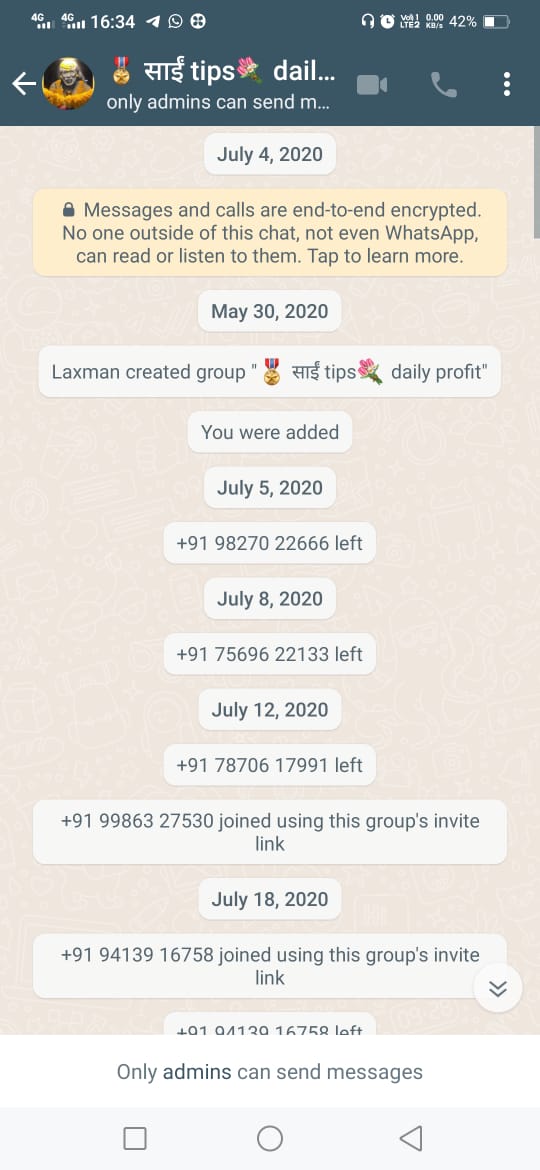 4G 4G 16:34 Vo)) 1 LTE2 0.00 KB/s 42%
🎖 साईं tips💐 dail...
only admins can send m...
July 4, 2020
Messages and calls are end-to-end encrypted.
No one outside of this chat, not even WhatsApp,
can read or listen to them. Tap to learn more.
May 30, 2020
Laxman created group "🎖 साईं tips💐 daily profit"
You were added
July 5, 2020
+91 98270 22666 left
July 8, 2020
+91 75696 22133 left
July 12, 2020
+91 78706 17991 left
+91 99863 27530 joined using this group's invite
link
July 18, 2020
+91 94139 16758 joined using this group's invite
link
+91 94139 16758 left
Only admins can send messages